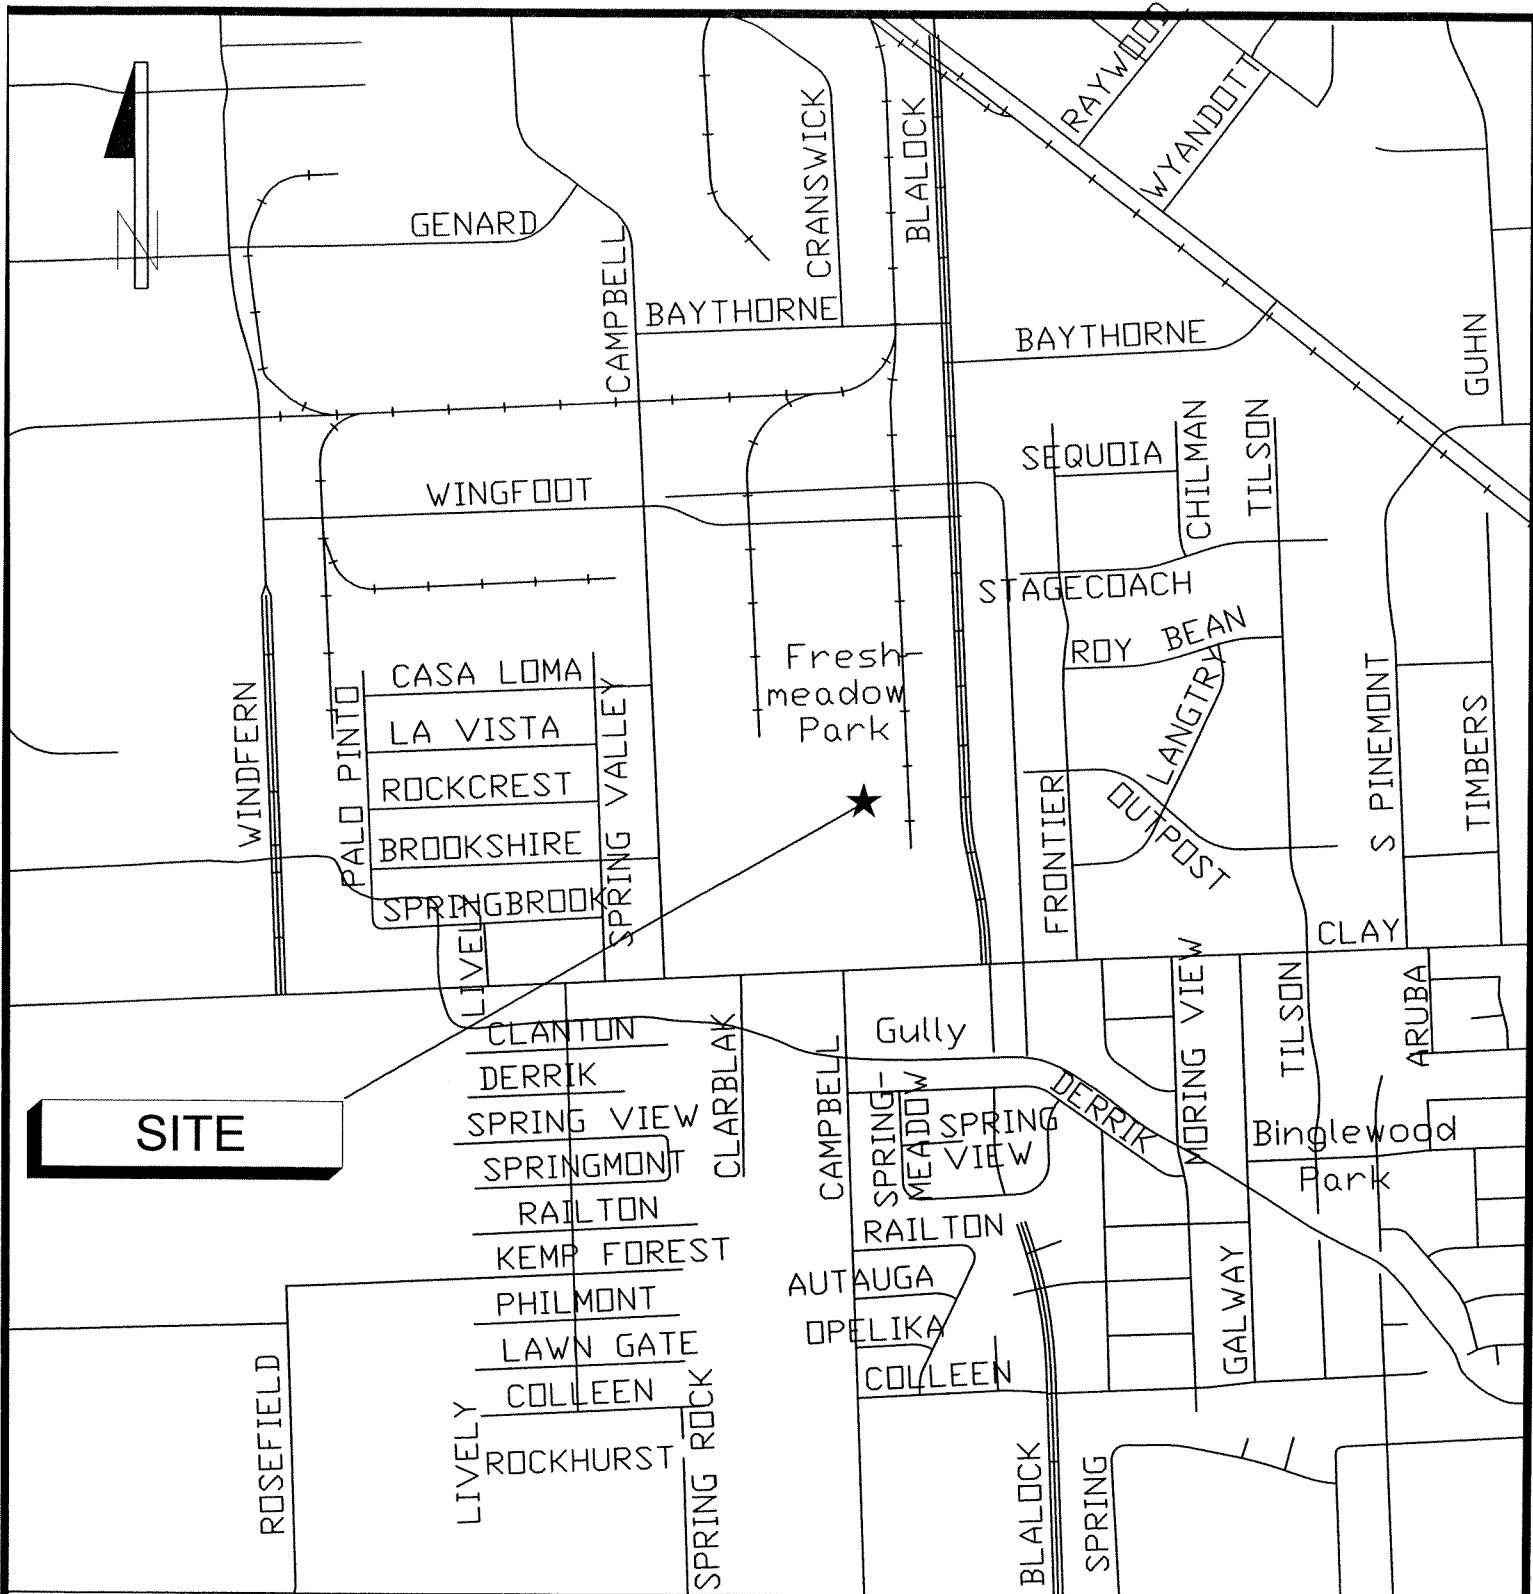 RAYWOOD
WYANDOTT
CRANSWICK
BLALOCK
N
GENARD
CAMPBELL
BAYTHORNE
BAYTHORNE
GUHN
SEQUOIA
CHILMAN
TILSON
WINGFOOT
STAGECOACH
ROY BEAN
LANGTRY
Fresh-
meadow
Park
CASA LOMA
LA VISTA
ROCKCREST
BROOKSHIRE
SPRINGBROOK
WINDFERN
PALO PINTO
SPRING VALLEY
FRONTIER
OUTPOST
S PINEMONT
TIMBERS
CLAY
LIVELY
MORING VIEW
TILSON
ARUBA
CLANTON
DERRIK
SPRING VIEW
SPRINGMONT
RAILTON
KEMP FOREST
PHILMONT
LAWN GATE
COLLEEN
ROCKHURST
CLARBLAK
CAMPBELL
Gully
SPRING-
MEADOW
SPRING
VIEW
DERRIK
Binglewood
Park
SITE
RAILTON
AUTAUGA
OPELIKA
COLLEEN
GALWAY
ROSEFIELD
LIVELY
SPRING ROCK
BLALOCK
SPRING